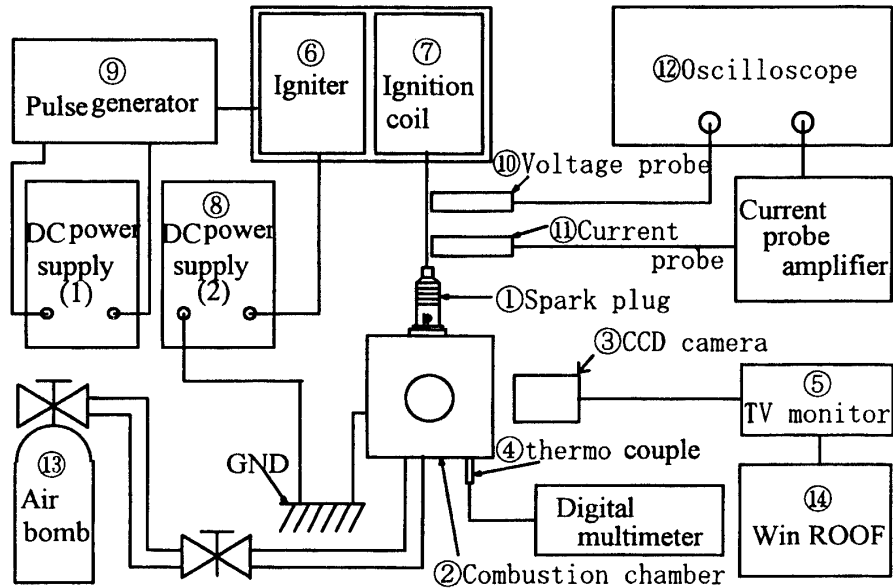 ⑨
Pulse generator
⑥
Igniter
⑦
Ignition
coil
⑫Oscilloscope
⑩Voltage probe
⑪Current
probe
Current
probe
amplifier
DC power
supply
(1)
⑧
DC power
supply
(2)
①Spark plug
③CCD camera
⑤
TV monitor
④thermo couple
GND
⑬
Air
bomb
Digital
multimeter
⑭
Win ROOF
②Combustion chamber